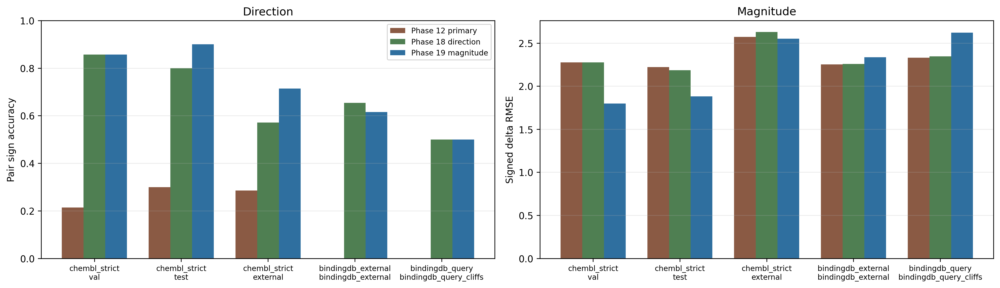 Direction
Pair sign accuracy
1.0
0.8
0.6
0.4
0.2
0.0
Phase 12 primary
Phase 18 direction
Phase 19 magnitude
chembl_strict
val
chembl_strict
test
chembl_strict
external
bindingdb_external
bindingdb_external
bindingdb_query
bindingdb_query_cliffs
Magnitude
Signed delta RMSE
2.5
2.0
1.5
1.0
0.5
0.0
chembl_strict
val
chembl_strict
test
chembl_strict
external
bindingdb_external
bindingdb_external
bindingdb_query
bindingdb_query_cliffs